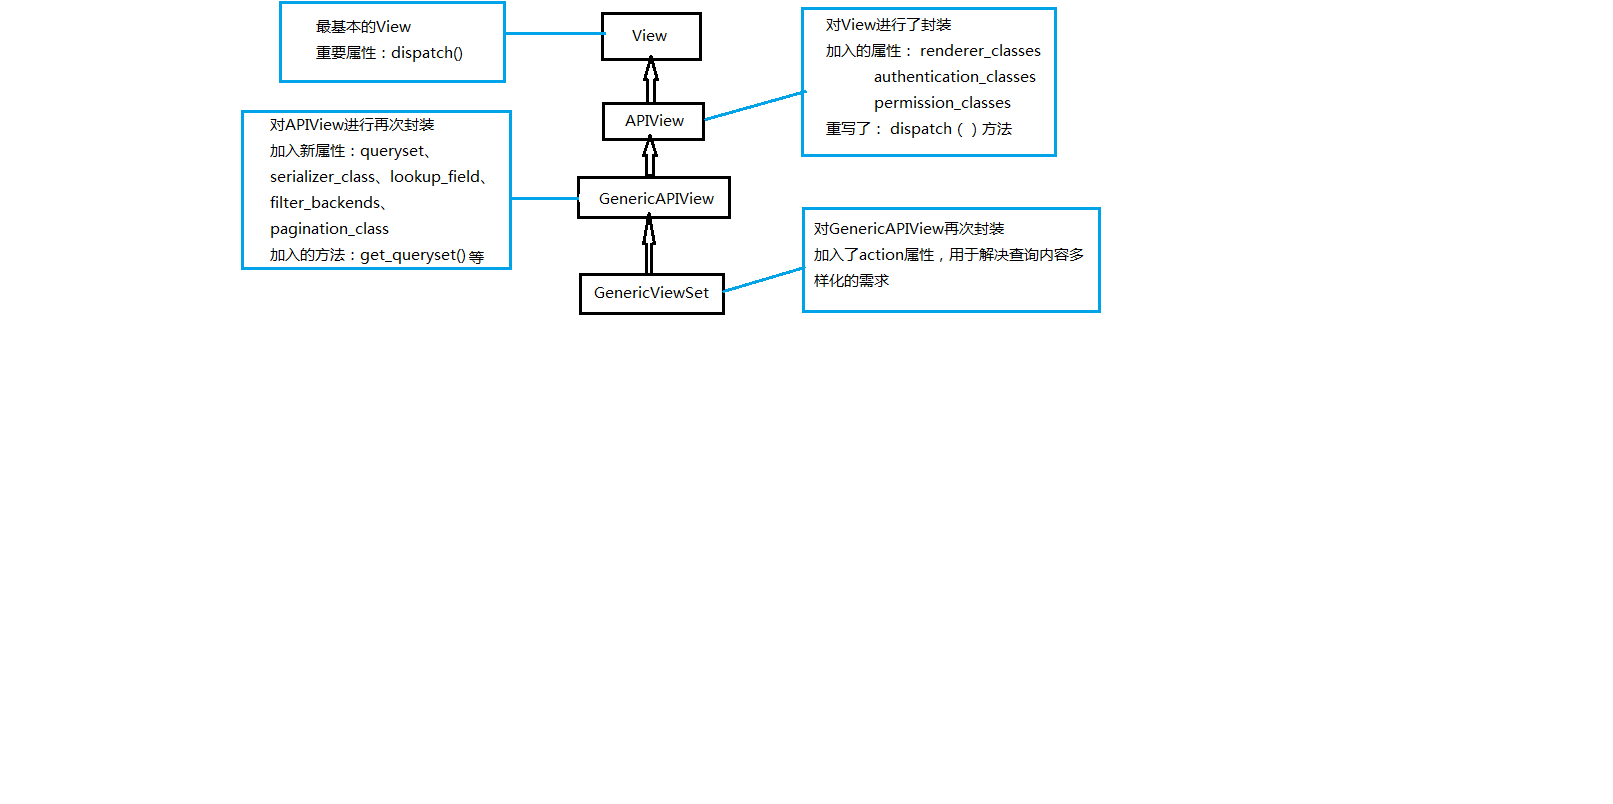 最基本的View
重要属性：dispatch()
View
对View进行了封装
加入的属性： renderer_classes
authentication_classes
permission_classes
重写了： dispatch（ ）方法
APIView
对APIView进行再次封装
加入新属性：queryset、
serializer_class、lookup_field、
filter_backends、
pagination_class
加入的方法：get_queryset() 等
GenericAPIView
对GenericAPIView再次封装
加入了action属性，用于解决查询内容多
样化的需求
GenericViewSet